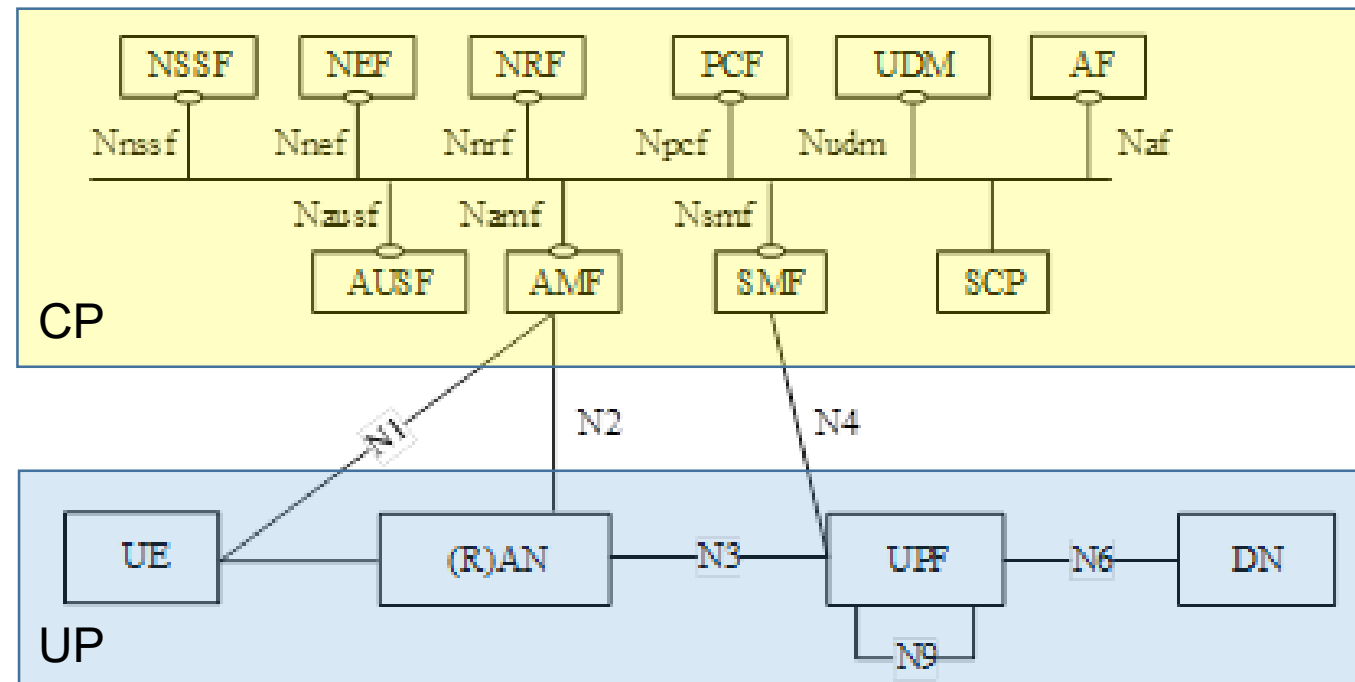 NSSF NEF NRF PCF UDM AF
Nnssf Nnef Nnrf Npcf Nudm Naf
Nausf Namf Nsmf
AUSF AMF SMF SCP
CP
N1 N2 N4
UE (R)AN N3 UPF N6 DN
UP
N9